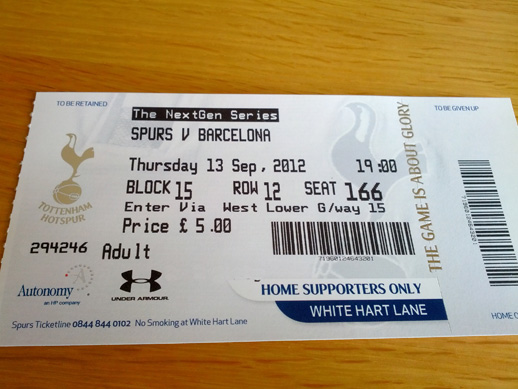 TO BE RETAINED
TO BE GIVEN UP
The NextGen Series
SPURS V BARCELONA
Thursday 13 Sep, 2012 19:00
BLOCK 15 ROW 12 SEAT 166
Enter Via West Lower G/way 15
Price £ 5.00
294246 Adult
TOTTENHAM
HOTSPUR
THE GAME IS ABOUT GLORY
Autonomy
an HP company
UNDER ARMOUR
HOME SUPPORTERS ONLY
WHITE HART LANE
Spurs Ticketline 0844 844 0102 No Smoking at White Hart Lane